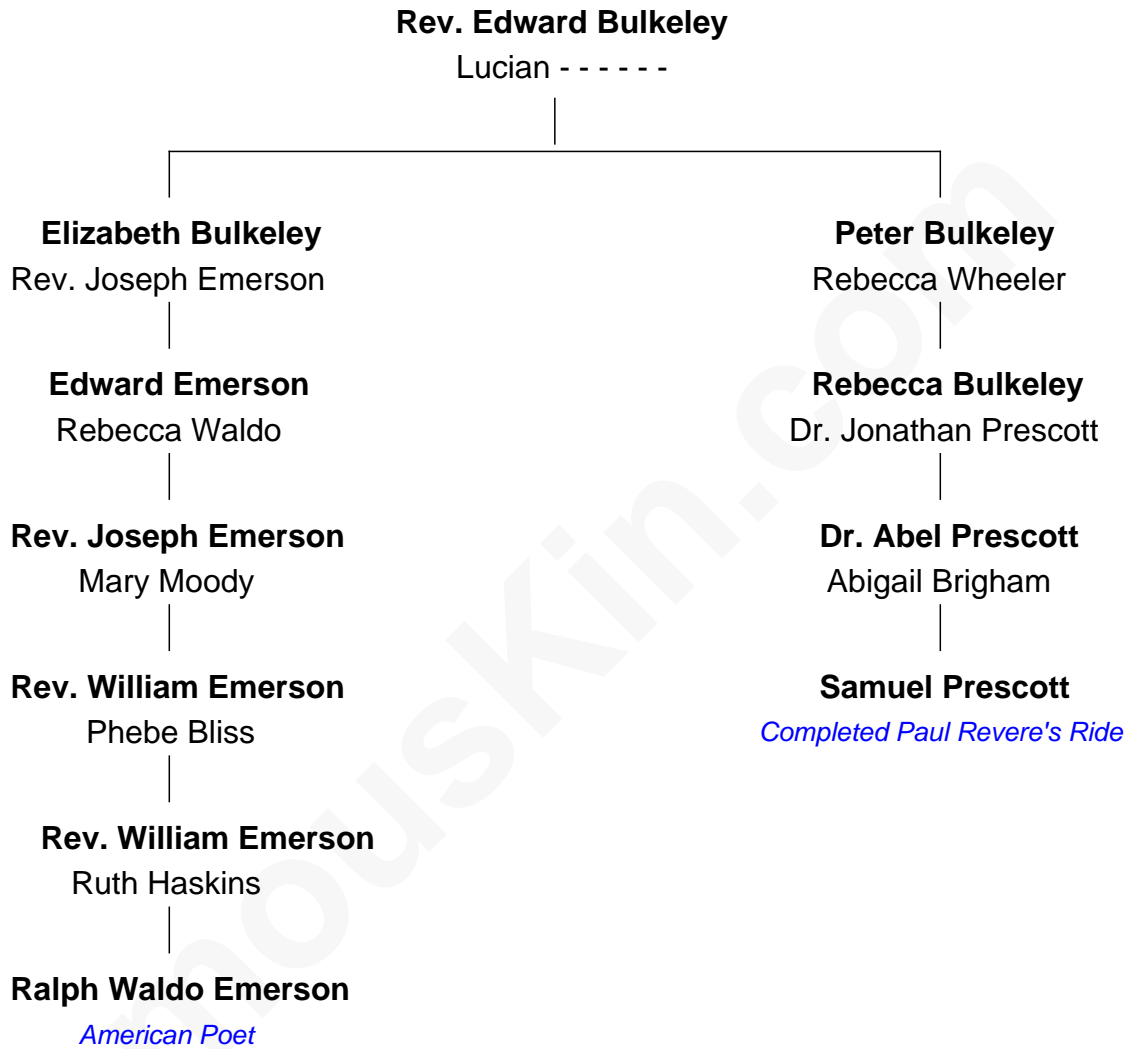 Rev. Edward Bulkeley
Lucian - - - - - -
Elizabeth Bulkeley
Rev. Joseph Emerson
Peter Bulkeley
Rebecca Wheeler
Edward Emerson
Rebecca Waldo
Rebecca Bulkeley
Dr. Jonathan Prescott
Rev. Joseph Emerson
Mary Moody
Dr. Abel Prescott
Abigail Brigham
Rev. William Emerson
Phebe Bliss
Samuel Prescott
Completed Paul Revere's Ride
Rev. William Emerson
Ruth Haskins
Ralph Waldo Emerson
American Poet
mouskin.com